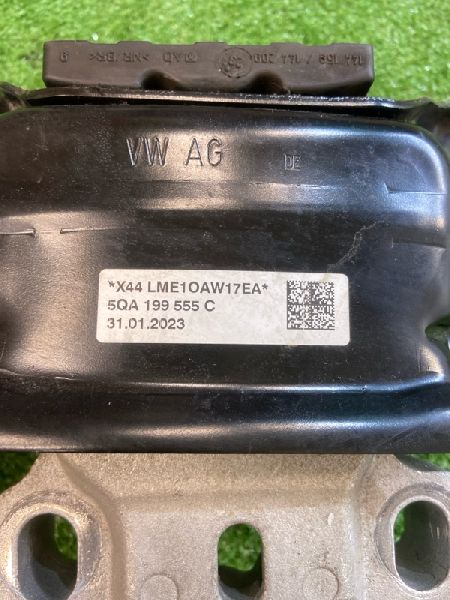 VW AG DE
*X44 LME1OAW17EA*
5QA 199 555 C
31.01.2023